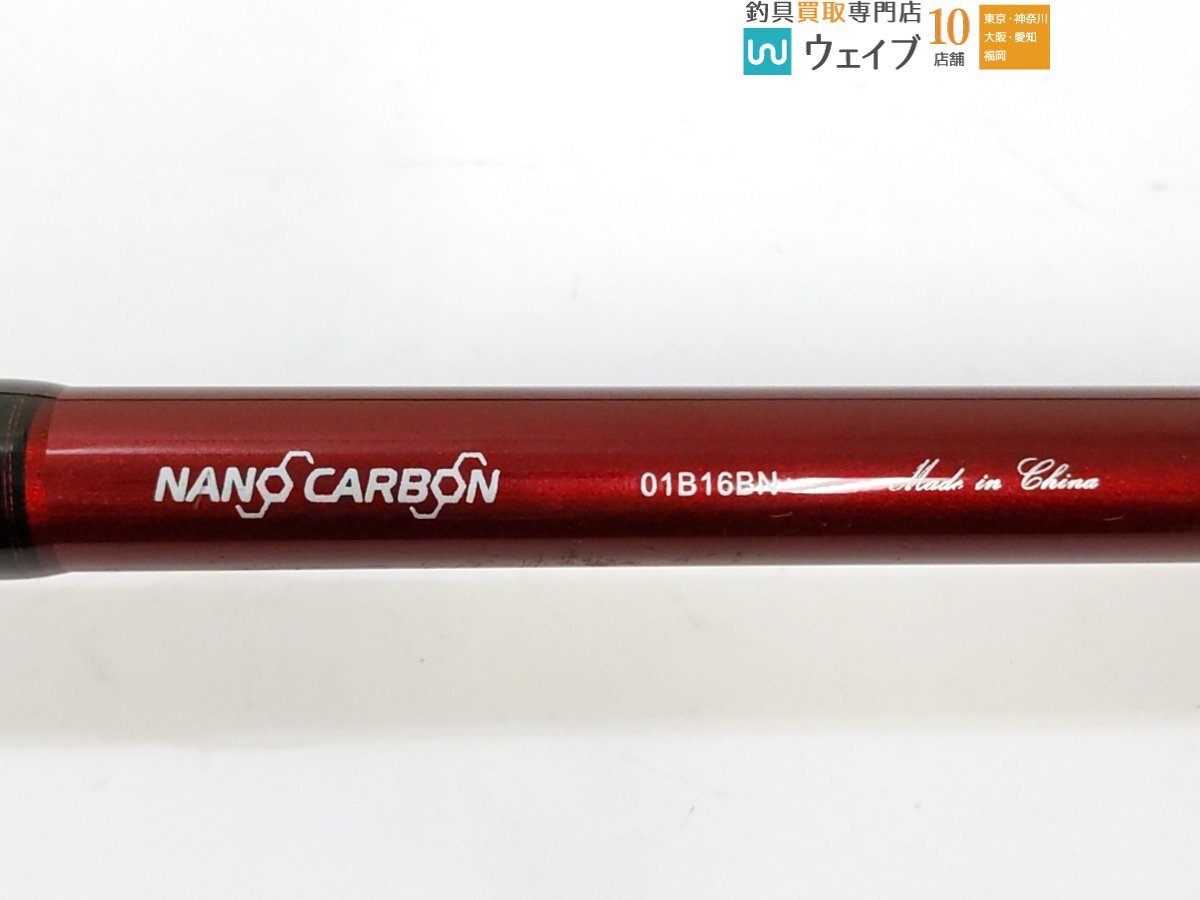 釣具買取専門店
ウェイブ
10
店舗
東京・神奈川
大阪・愛知
福岡
NANO CARBON 01B16BN Made in China